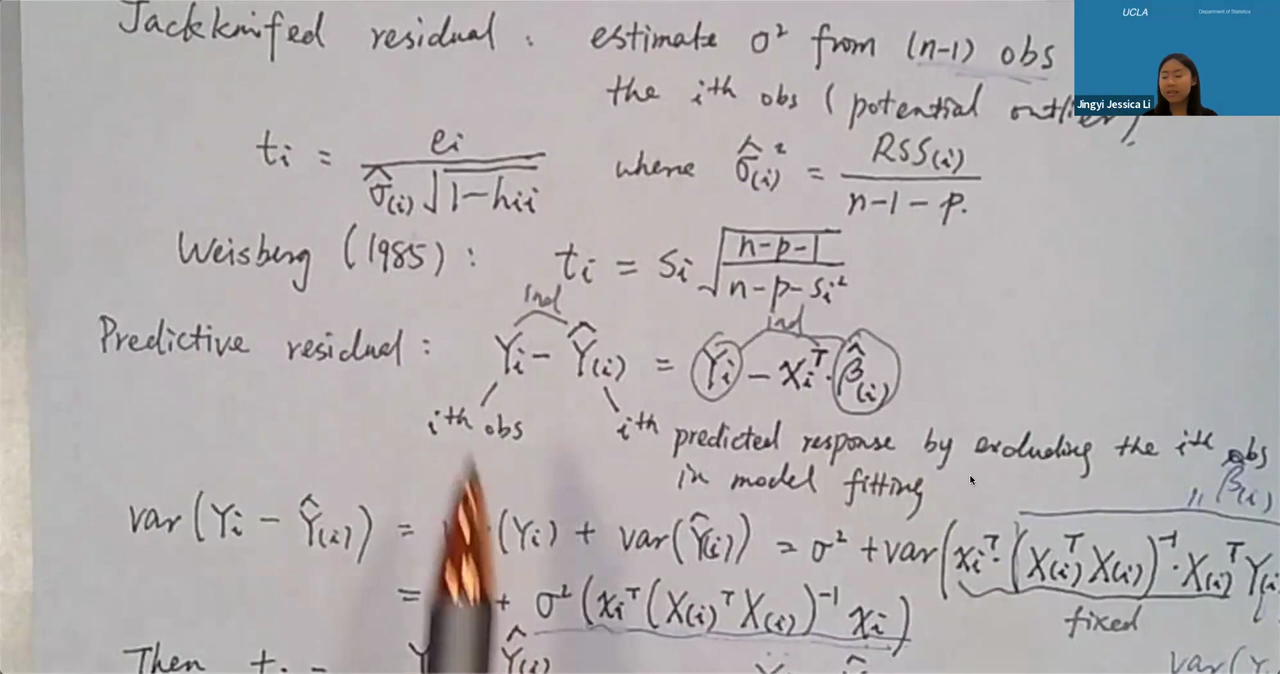 UCLA Department of Statistics
Jingyi Jessica Li
Jackknifed residual : estimate σ² from (n-1) obs
the ith obs (potential outlier).
tᵢ = eᵢ / (σ̂₍ᵢ₎ √(1-hᵢᵢ)) where σ̂₍ᵢ₎² = RSS₍ᵢ₎ / (n-1-p).
Weisberg (1985) : tᵢ = sᵢ √((n-p-1) / (n-p-sᵢ²))
ind ind
Predictive residual : Yᵢ - Ŷ₍ᵢ₎ = Yᵢ - xᵢᵀ · β̂₍ᵢ₎
ith obs ith predicted response by excluding the ith obs
in model fitting
" β̂₍ᵢ₎
var(Yᵢ - Ŷ₍ᵢ₎) = (Yᵢ) + var(Ŷ₍ᵢ₎) = σ² + var(xᵢᵀ · (X₍ᵢ₎ᵀ X₍ᵢ₎)⁻¹ · X₍ᵢ₎ᵀ Y₍ᵢ
= + σ² (xᵢᵀ (X₍ᵢ₎ᵀ X₍ᵢ₎)⁻¹ xᵢ)
fixed
Then tᵢ = Ŷ₍ᵢ₎
var(Y